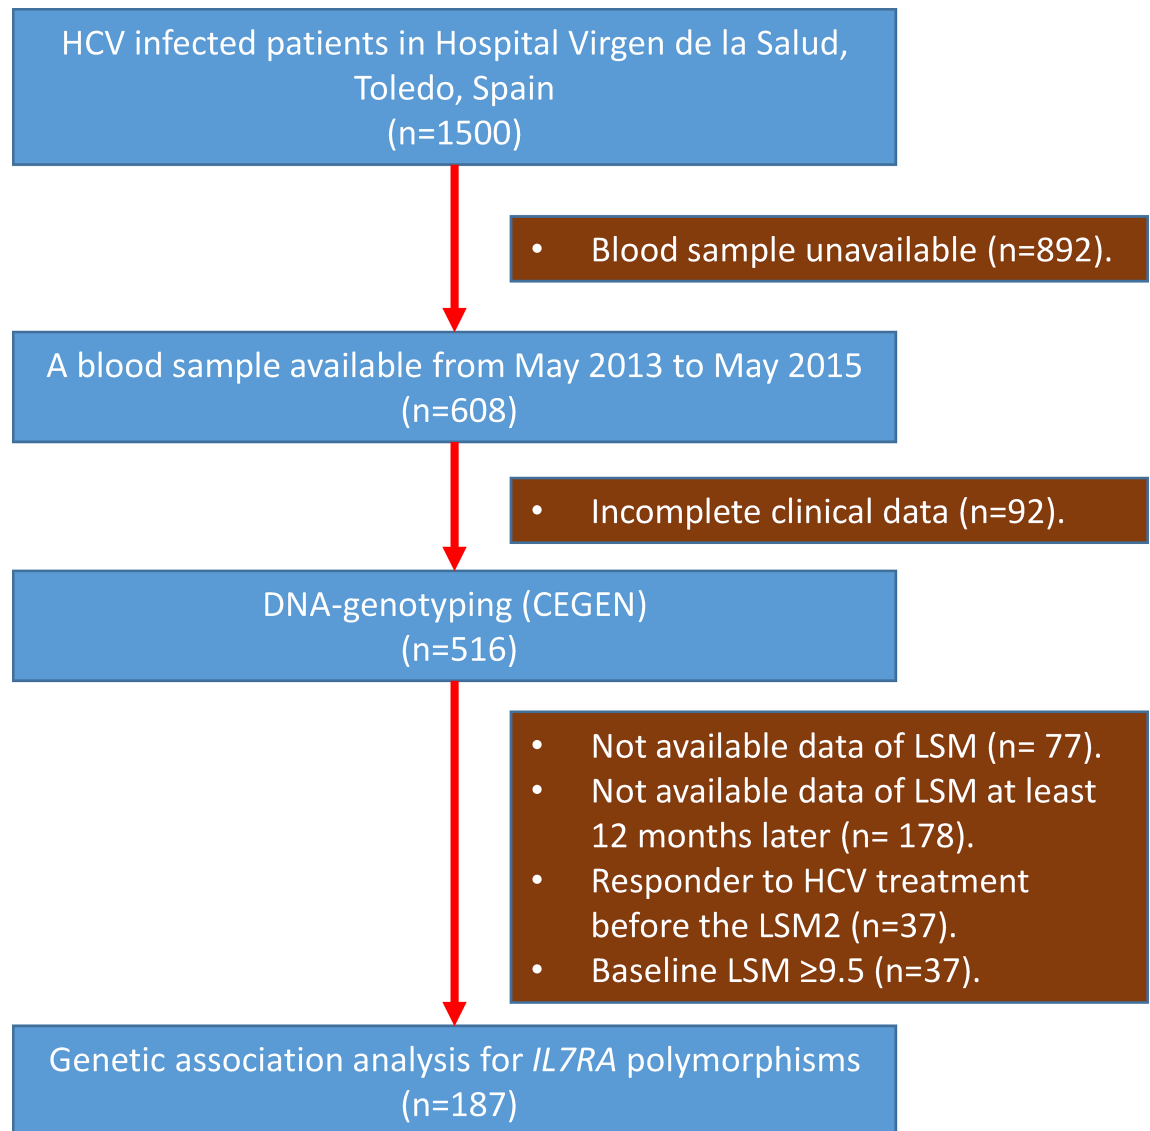 HCV infected patients in Hospital Virgen de la Salud,
Toledo, Spain
(n=1500)
• Blood sample unavailable (n=892).
A blood sample available from May 2013 to May 2015
(n=608)
• Incomplete clinical data (n=92).
DNA-genotyping (CEGEN)
(n=516)
• Not available data of LSM (n= 77).
• Not available data of LSM at least
12 months later (n= 178).
• Responder to HCV treatment
before the LSM2 (n=37).
• Baseline LSM ≥9.5 (n=37).
Genetic association analysis for IL7RA polymorphisms
(n=187)